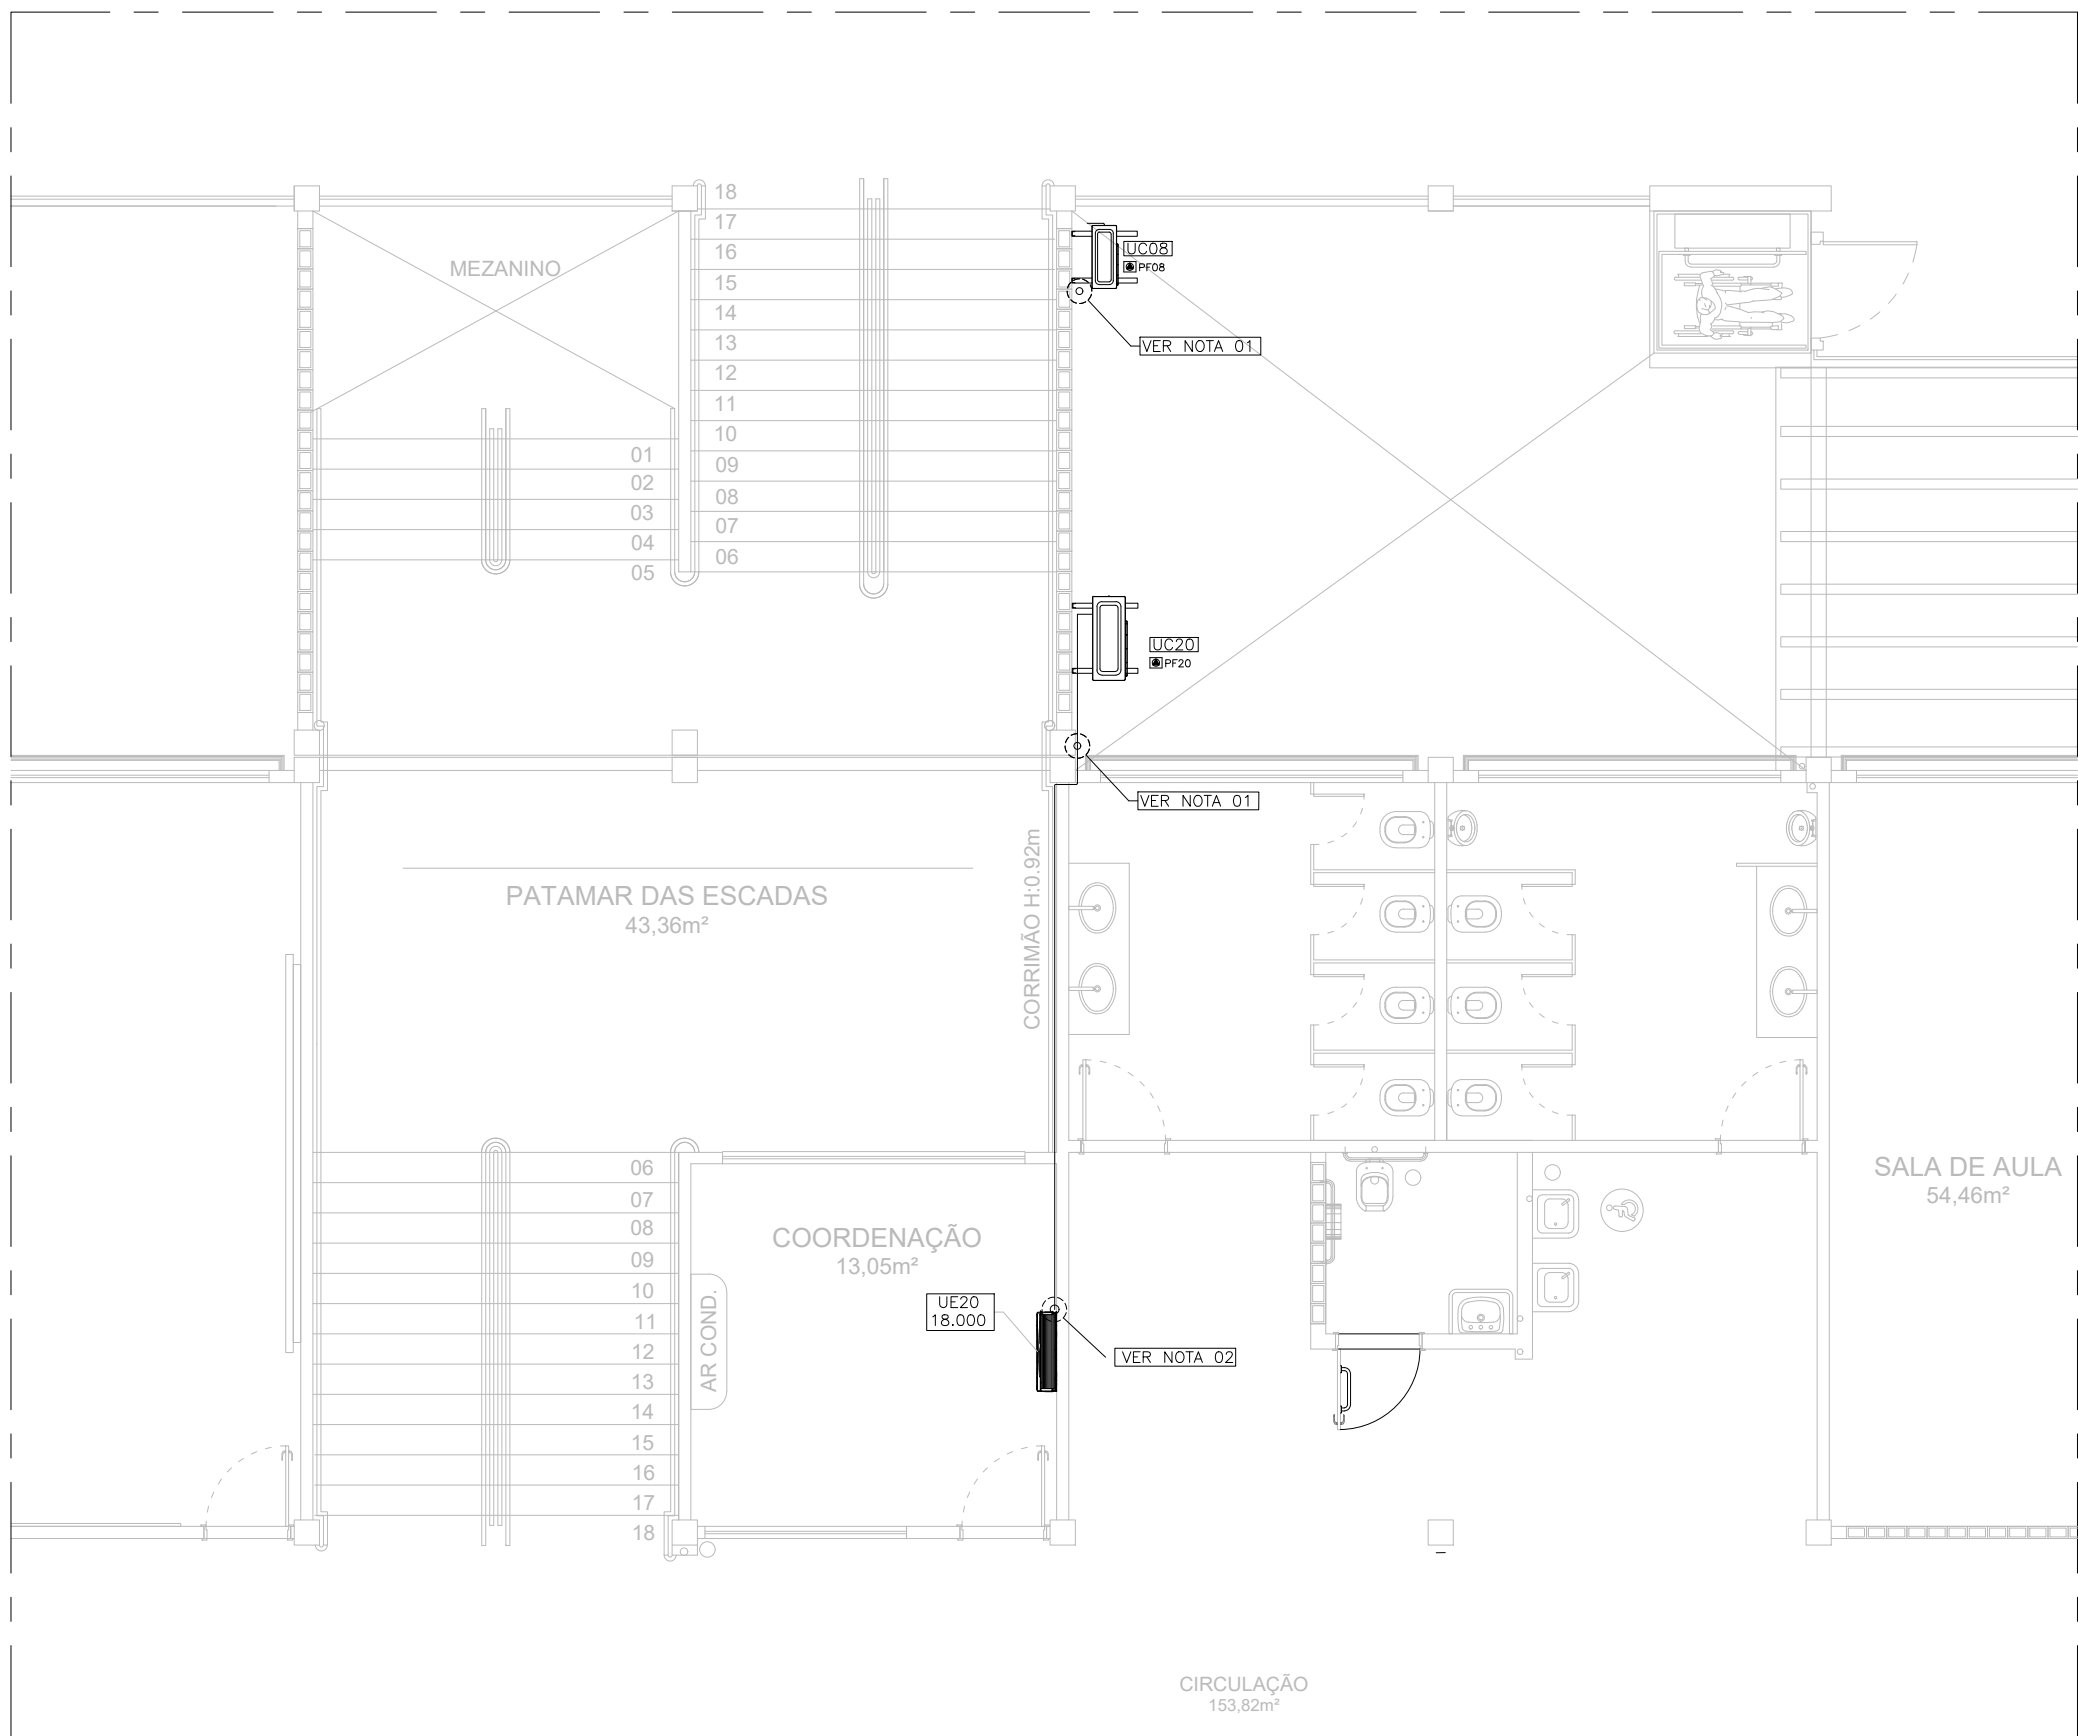 18
17
16
15
14
13
12
11
10
09
08
07
06
MEZANINO
01
02
03
04
05
UC08
PF08
VER NOTA 01
UC20
PF20
VER NOTA 01
PATAMAR DAS ESCADAS
43,36m²
CORRIMÃO H:0.92m
06
07
08
09
10
11
12
13
14
15
16
17
18
COORDENAÇÃO
13,05m²
AR COND.
UE20
18.000
VER NOTA 02
SALA DE AULA
54,46m²
CIRCULAÇÃO
153,82m²